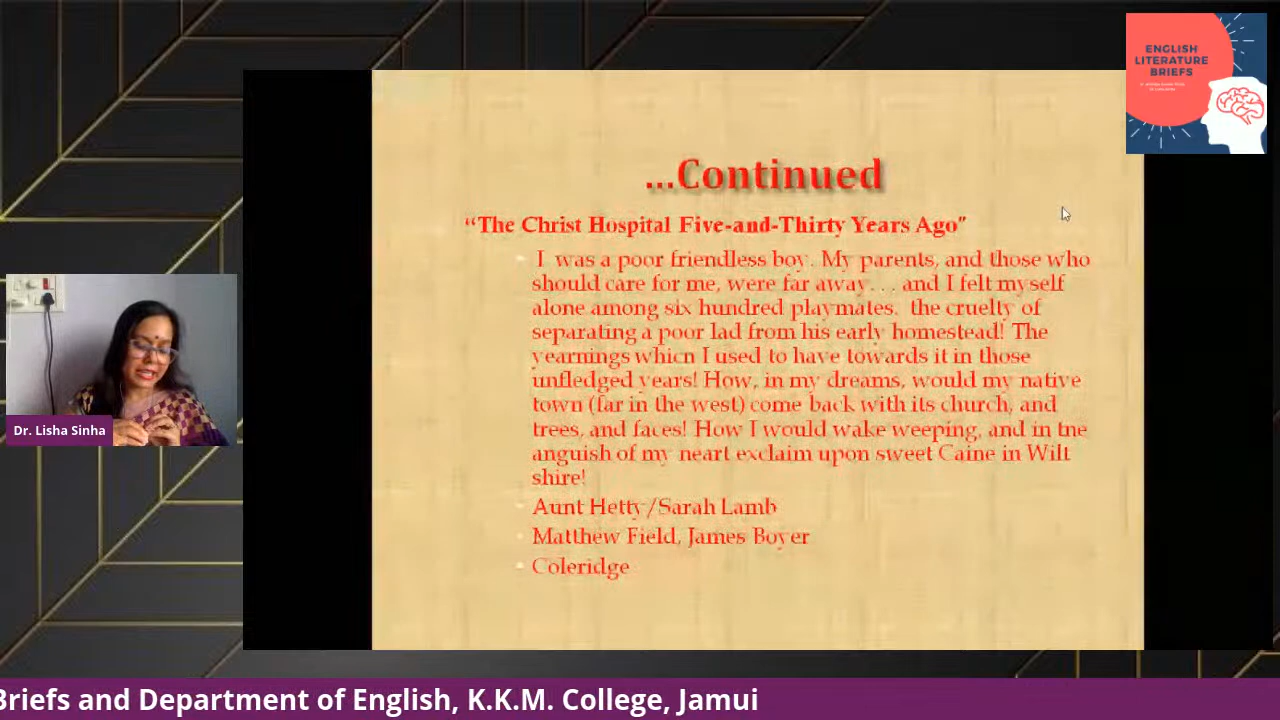 ENGLISH
LITERATURE
BRIEFS
...Continued
“The Christ Hospital Five-and-Thirty Years Ago"
I was a poor friendless boy. My parents, and those who
should care for me, were far away. . . and I felt myself
alone among six hundred playmates. the cruelty of
separating a poor lad from his early homestead! The
yearnings which I used to have towards it in those
unfledged years! How, in my dreams, would my native
town (far in the west) come back with its church, and
trees, and faces! How I would wake weeping, and in the
anguish of my heart exclaim upon sweet Caine in Wilt
shire!
Aunt Hetty/Sarah Lamb
Matthew Field, James Boyer
Coleridge
Dr. Lisha Sinha
Briefs and Department of English, K.K.M. College, Jamui